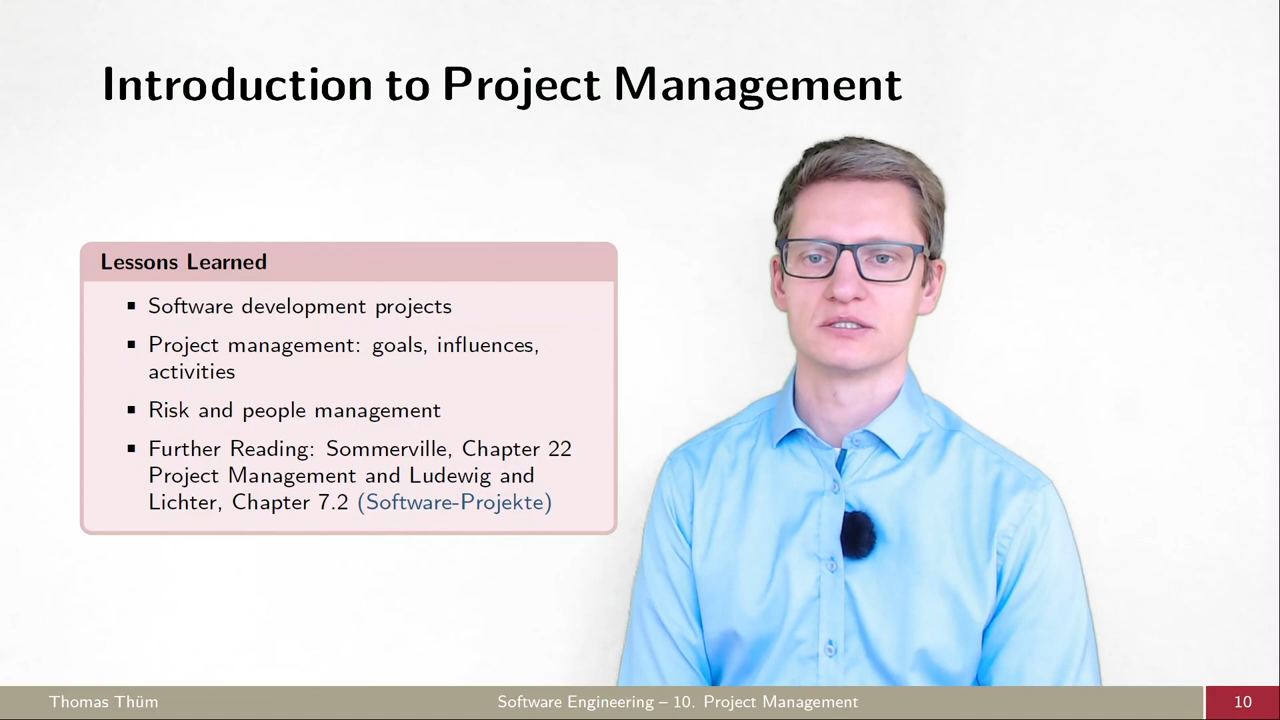 Introduction to Project Management
Lessons Learned
▪ Software development projects
▪ Project management: goals, influences,
activities
▪ Risk and people management
▪ Further Reading: Sommerville, Chapter 22
Project Management and Ludewig and
Lichter, Chapter 7.2 (Software-Projekte)
Thomas Thüm
Software Engineering – 10. Project Management
10